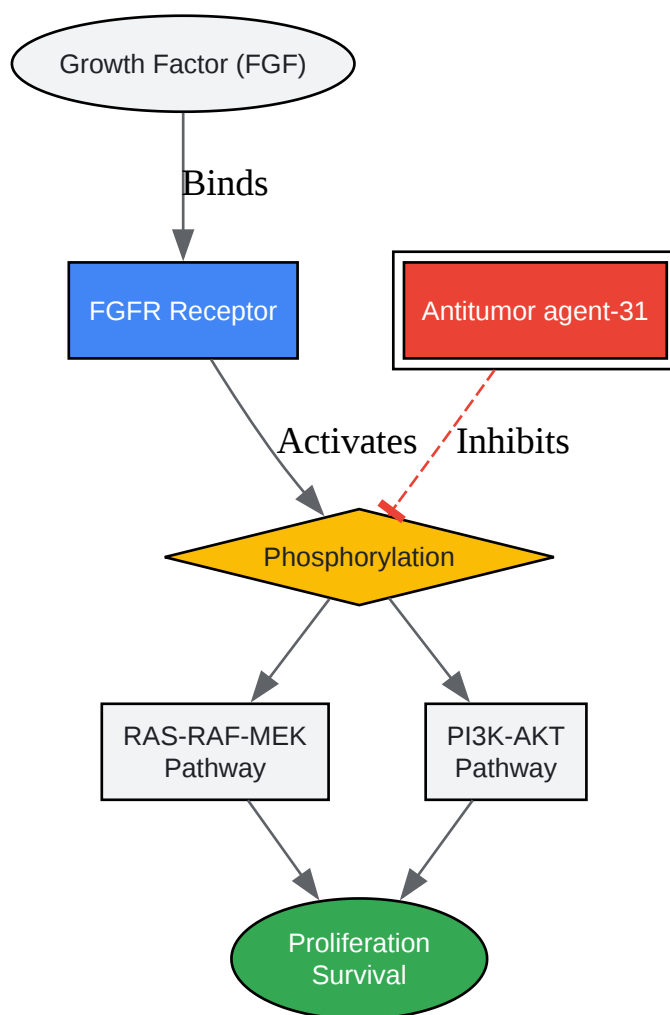 Growth Factor (FGF)
Binds
FGFR Receptor
Antitumor agent-31
Activates
Inhibits
Phosphorylation
RAS-RAF-MEK
Pathway
PI3K-AKT
Pathway
Proliferation
Survival